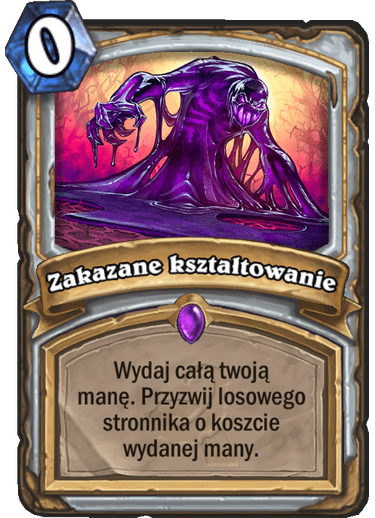 0
Zakazane kształtowanie
Wydaj całą twoją
manę. Przyzwij losowego
stronnika o koszcie
wydanej many.